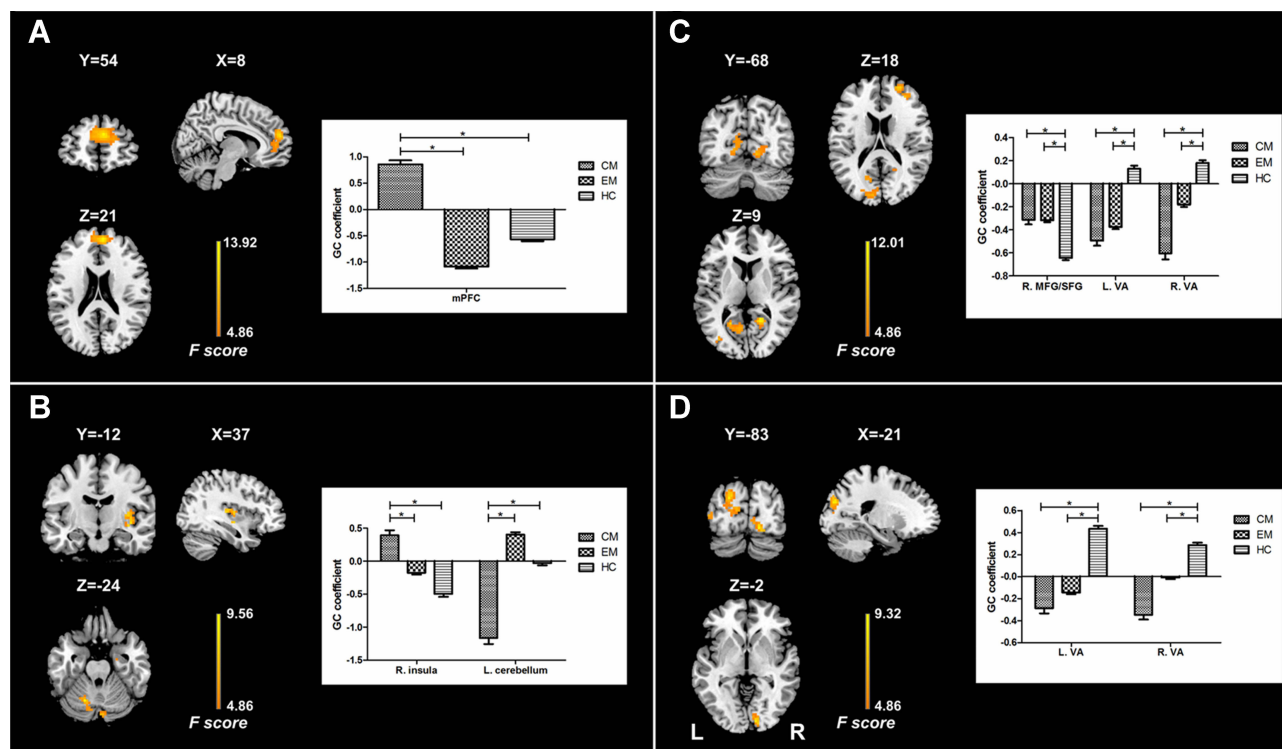 A
Y=54
X=8
Z=21
13.92
4.86
F score
GC coefficient
1.0
0.5
0.0
-0.5
-1.0
-1.5
*
*
mPFC
CM
EM
HC
B
Y=-12
X=37
Z=-24
9.56
4.86
F score
GC coefficient
0.5
0.0
-0.5
-1.0
-1.5
* *
* *
R. insula L. cerebellum
CM
EM
HC
C
Y=-68
Z=18
Z=9
12.01
4.86
F score
GC coefficient
0.6
0.4
0.2
-0.0
-0.2
-0.4
-0.6
-0.8
* * *
* * *
R. MFG/SFG L. VA R. VA
CM
EM
HC
D
Y=-83
X=-21
Z=-2
L R
9.32
4.86
F score
GC coefficient
0.6
0.4
0.2
-0.0
-0.2
-0.4
-0.6
* *
* *
L. VA R. VA
CM
EM
HC